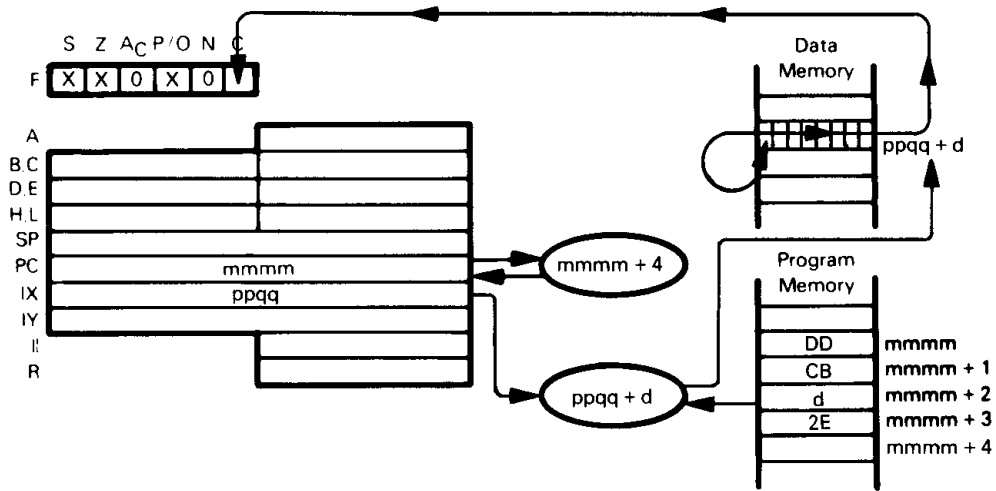 S Z AC P/O N C
F X X 0 X 0
Data
Memory
A
B.C
D.E
H.L
SP
PC mmmm
IX ppqq
IY
R
mmmm + 4
ppqq + d
ppqq + d
Program
Memory
DD mmmm
CB mmmm + 1
d mmmm + 2
2E mmmm + 3
mmmm + 4